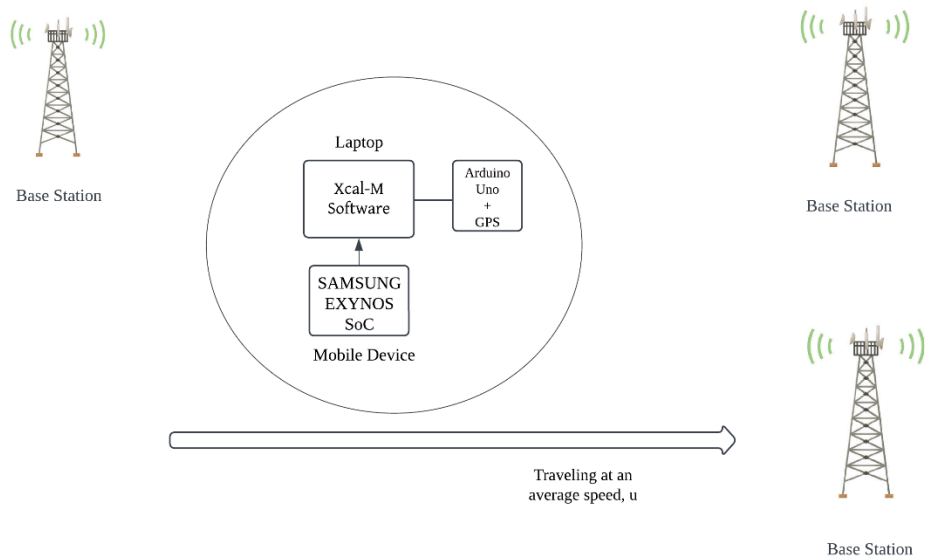 Base Station
Base Station
Laptop
Xcal-M
Software
Arduino
Uno
+
GPS
SAMSUNG
EXYNOS
SoC
Mobile Device
Traveling at an
average speed, u
Base Station